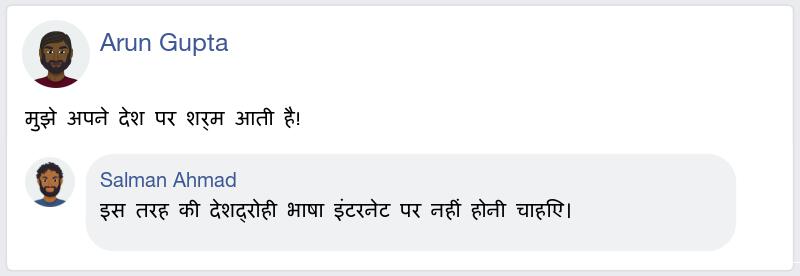 Arun Gupta
मुझे अपने देश पर शर्म आती है!
Salman Ahmad
इस तरह की देशद्रोही भाषा इंटरनेट पर नहीं होनी चाहिए।